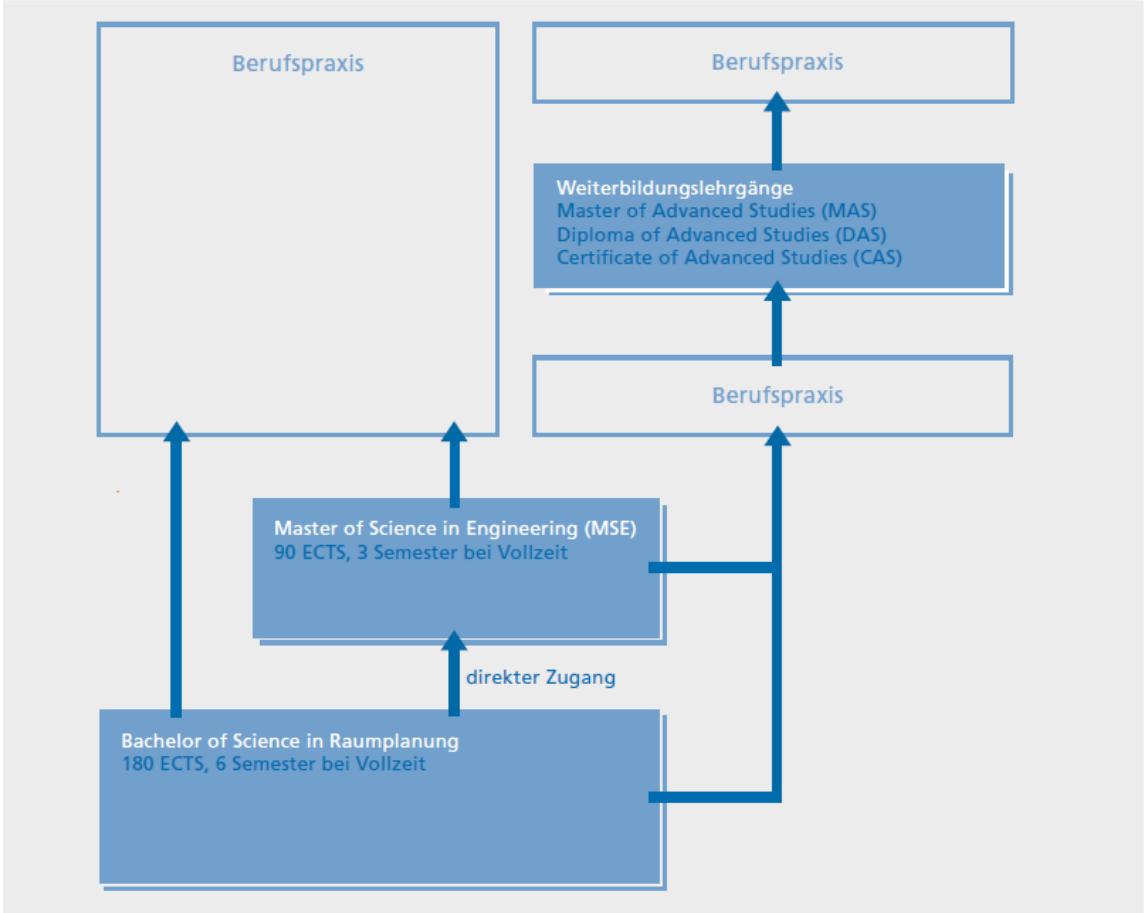 Berufspraxis
Berufspraxis
Weiterbildungslehrgänge
Master of Advanced Studies (MAS)
Diploma of Advanced Studies (DAS)
Certificate of Advanced Studies (CAS)
Berufspraxis
Master of Science in Engineering (MSE)
90 ECTS, 3 Semester bei Vollzeit
direkter Zugang
Bachelor of Science in Raumplanung
180 ECTS, 6 Semester bei Vollzeit